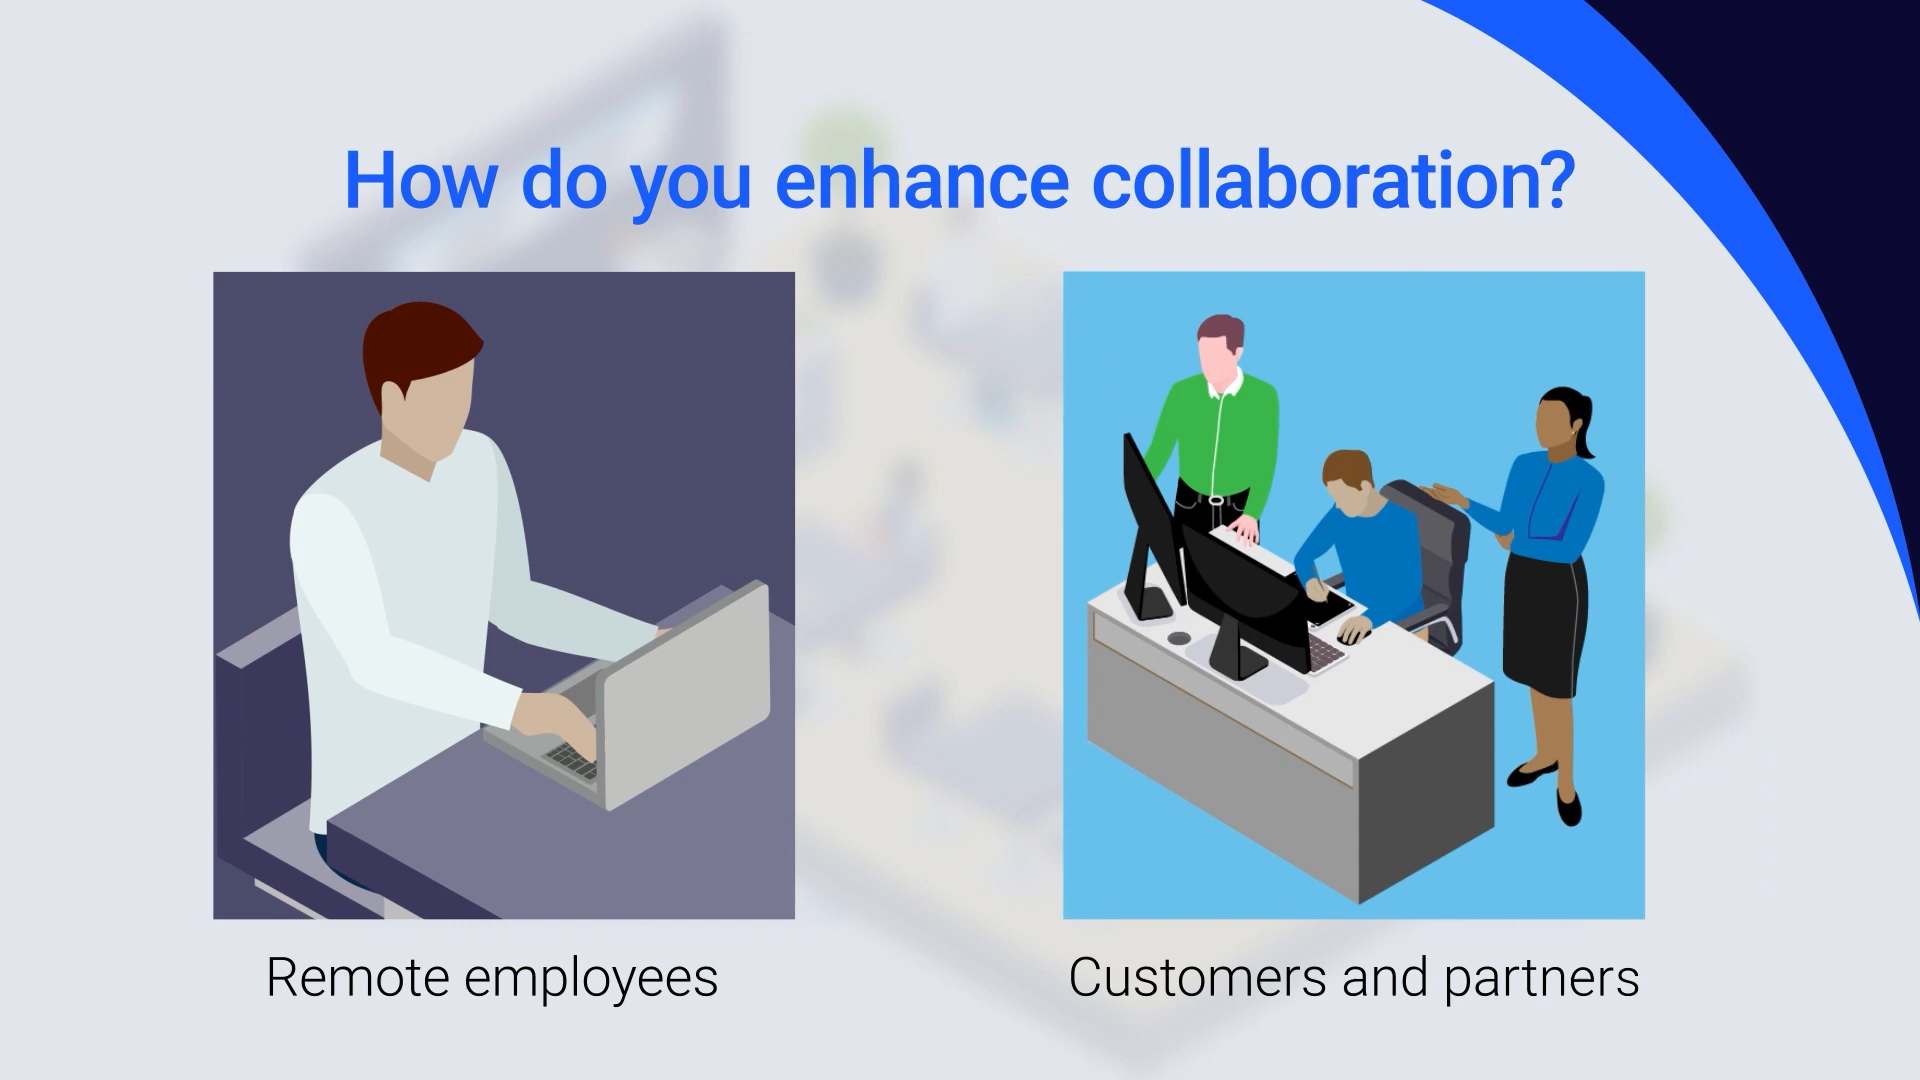 How do you enhance collaboration?
Remote employees
Customers and partners